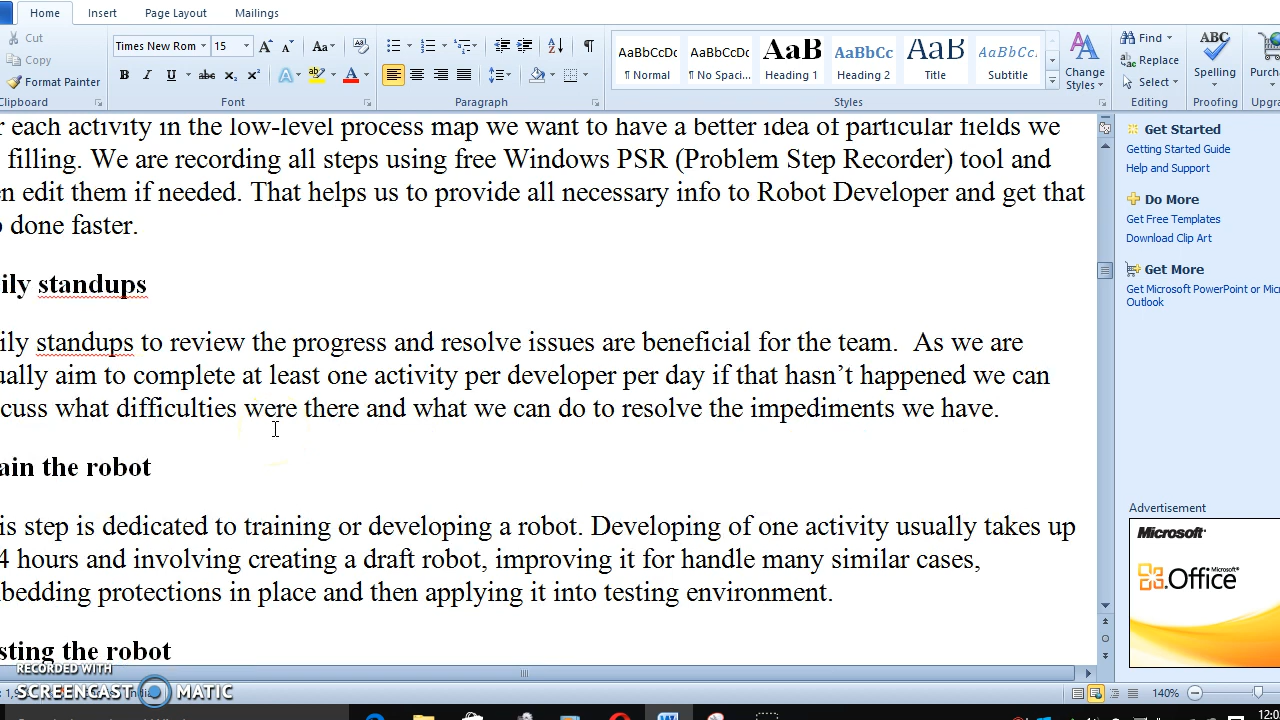 Home Insert Page Layout Mailings
Cut
Copy
Format Painter
Clipboard
Times New Rom 15
Font
Paragraph
AaBbCcDc AaBbCcDc AaB AaBbCc AaB AaBbCc.
¶ Normal ¶ No Spaci... Heading 1 Heading 2 Title Subtitle
Styles
Change
Styles
Find
Replace
Select
Editing
ABC
Spelling
Proofing
each activity in the low-level process map we want to have a better idea of particular fields we
filling. We are recording all steps using free Windows PSR (Problem Step Recorder) tool and
edit them if needed. That helps us to provide all necessary info to Robot Developer and get that
done faster.
ily standups
ily standups to review the progress and resolve issues are beneficial for the team. As we are
ually aim to complete at least one activity per developer per day if that hasn’t happened we can
cuss what difficulties were there and what we can do to resolve the impediments we have.
ain the robot
is step is dedicated to training or developing a robot. Developing of one activity usually takes up
4 hours and involving creating a draft robot, improving it for handle many similar cases,
bedding protections in place and then applying it into testing environment.
sting the robot
Get Started
Getting Started Guide
Help and Support
Do More
Get Free Templates
Download Clip Art
Get More
Get Microsoft PowerPoint or Mic
Outlook
Advertisement
Microsoft
Office
RECORDED WITH
SCREENCAST MATIC
140%
12:0